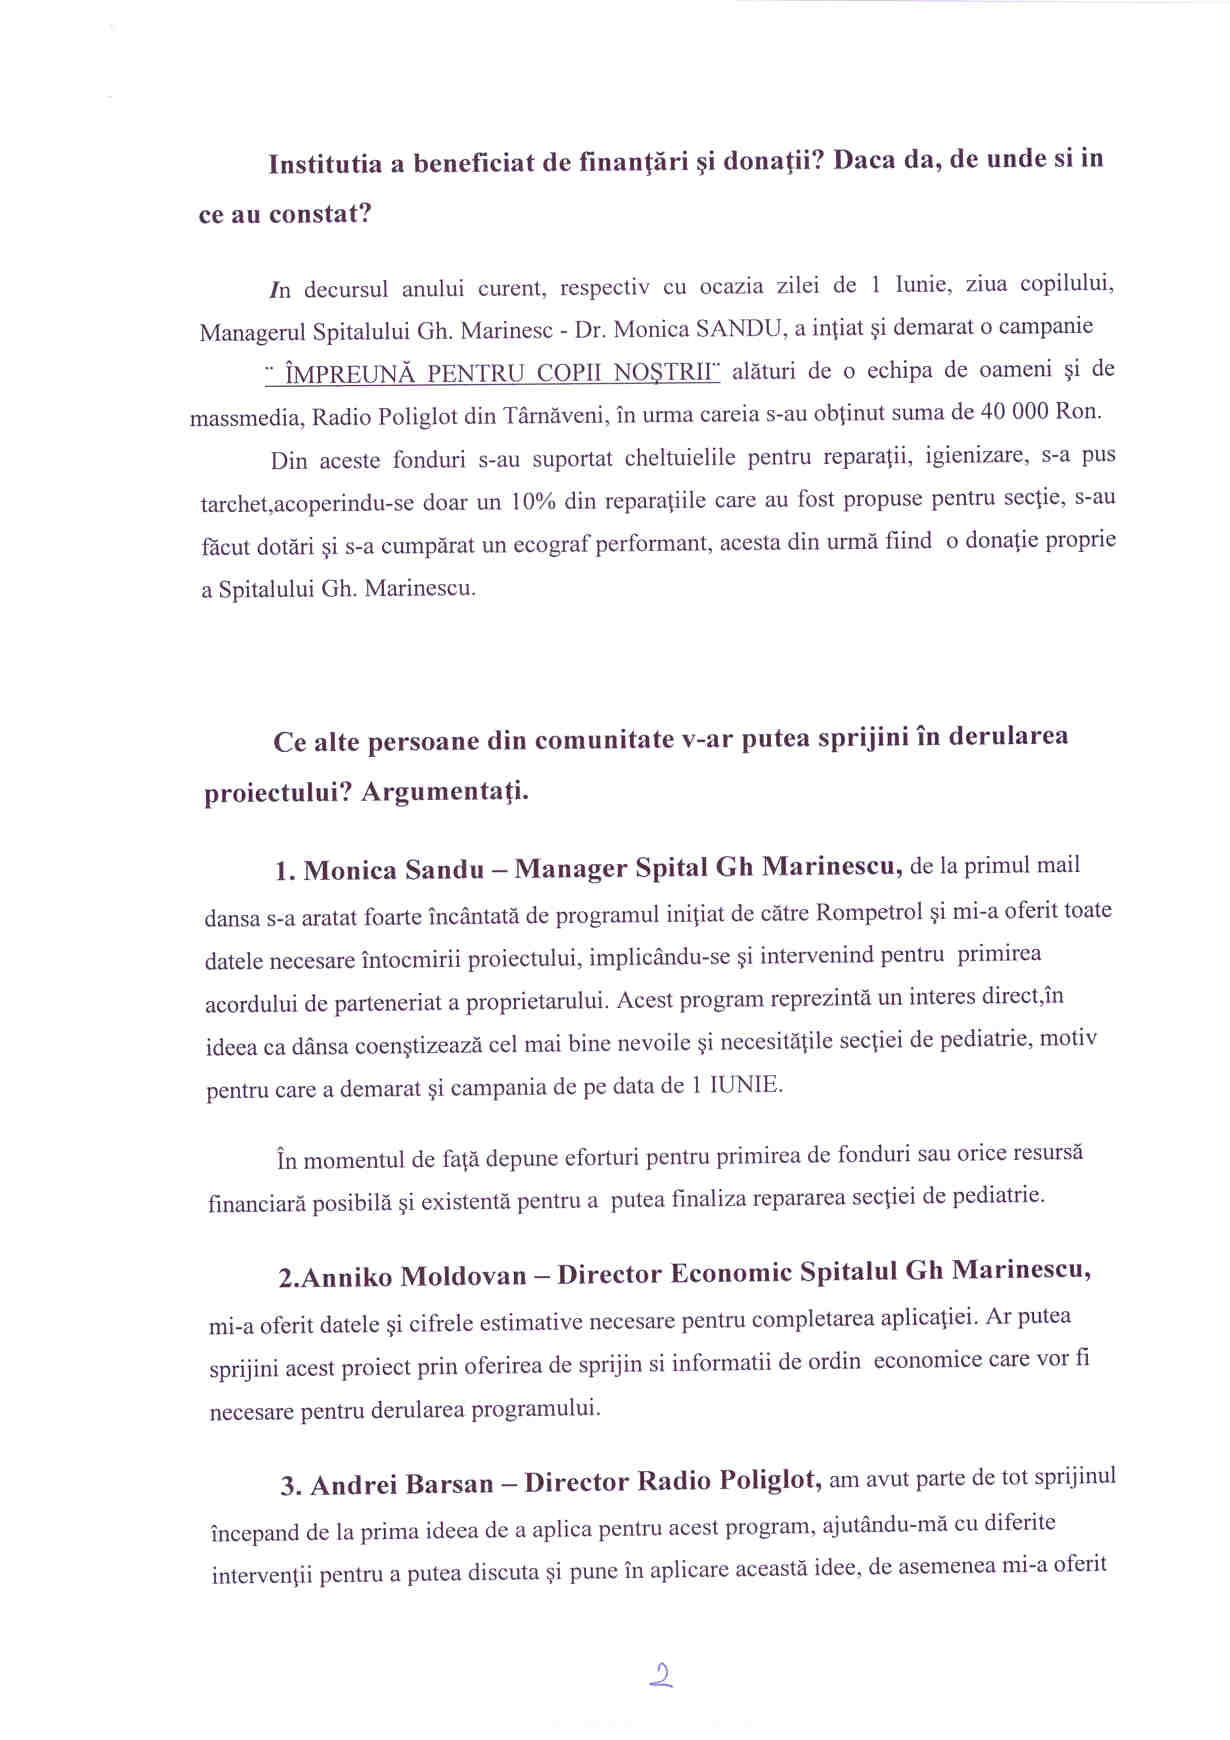 Institutia a beneficiat de finanţări şi donaţii? Daca da, de unde si in
ce au constat?
In decursul anului curent, respectiv cu ocazia zilei de 1 Iunie, ziua copilului,
Managerul Spitalului Gh. Marinesc - Dr. Monica SANDU, a inţiat şi demarat o campanie
¨ ÎMPREUNĂ PENTRU COPII NOŞTRII¨ alături de o echipa de oameni şi de
massmedia, Radio Poliglot din Târnăveni, în urma careia s-au obţinut suma de 40 000 Ron.
Din aceste fonduri s-au suportat cheltuielile pentru reparaţii, igienizare, s-a pus
tarchet,acoperindu-se doar un 10% din reparaţiile care au fost propuse pentru secţie, s-au
făcut dotări şi s-a cumpărat un ecograf performant, acesta din urmă fiind o donaţie proprie
a Spitalului Gh. Marinescu.
Ce alte persoane din comunitate v-ar putea sprijini în derularea
proiectului? Argumentaţi.
1. Monica Sandu – Manager Spital Gh Marinescu, de la primul mail
dansa s-a aratat foarte încântată de programul iniţiat de către Rompetrol şi mi-a oferit toate
datele necesare întocmirii proiectului, implicându-se şi intervenind pentru primirea
acordului de parteneriat a proprietarului. Acest program reprezintă un interes direct,în
ideea ca dânsa coenştizează cel mai bine nevoile şi necesităţile secţiei de pediatrie, motiv
pentru care a demarat şi campania de pe data de 1 IUNIE.
În momentul de faţă depune eforturi pentru primirea de fonduri sau orice resursă
financiară posibilă şi existentă pentru a putea finaliza repararea secţiei de pediatrie.
2.Anniko Moldovan – Director Economic Spitalul Gh Marinescu,
mi-a oferit datele şi cifrele estimative necesare pentru completarea aplicaţiei. Ar putea
sprijini acest proiect prin oferirea de sprijin si informatii de ordin economice care vor fi
necesare pentru derularea programului.
3. Andrei Barsan – Director Radio Poliglot, am avut parte de tot sprijinul
începand de la prima ideea de a aplica pentru acest program, ajutându-mă cu diferite
intervenţii pentru a putea discuta şi pune în aplicare această idee, de asemenea mi-a oferit
2